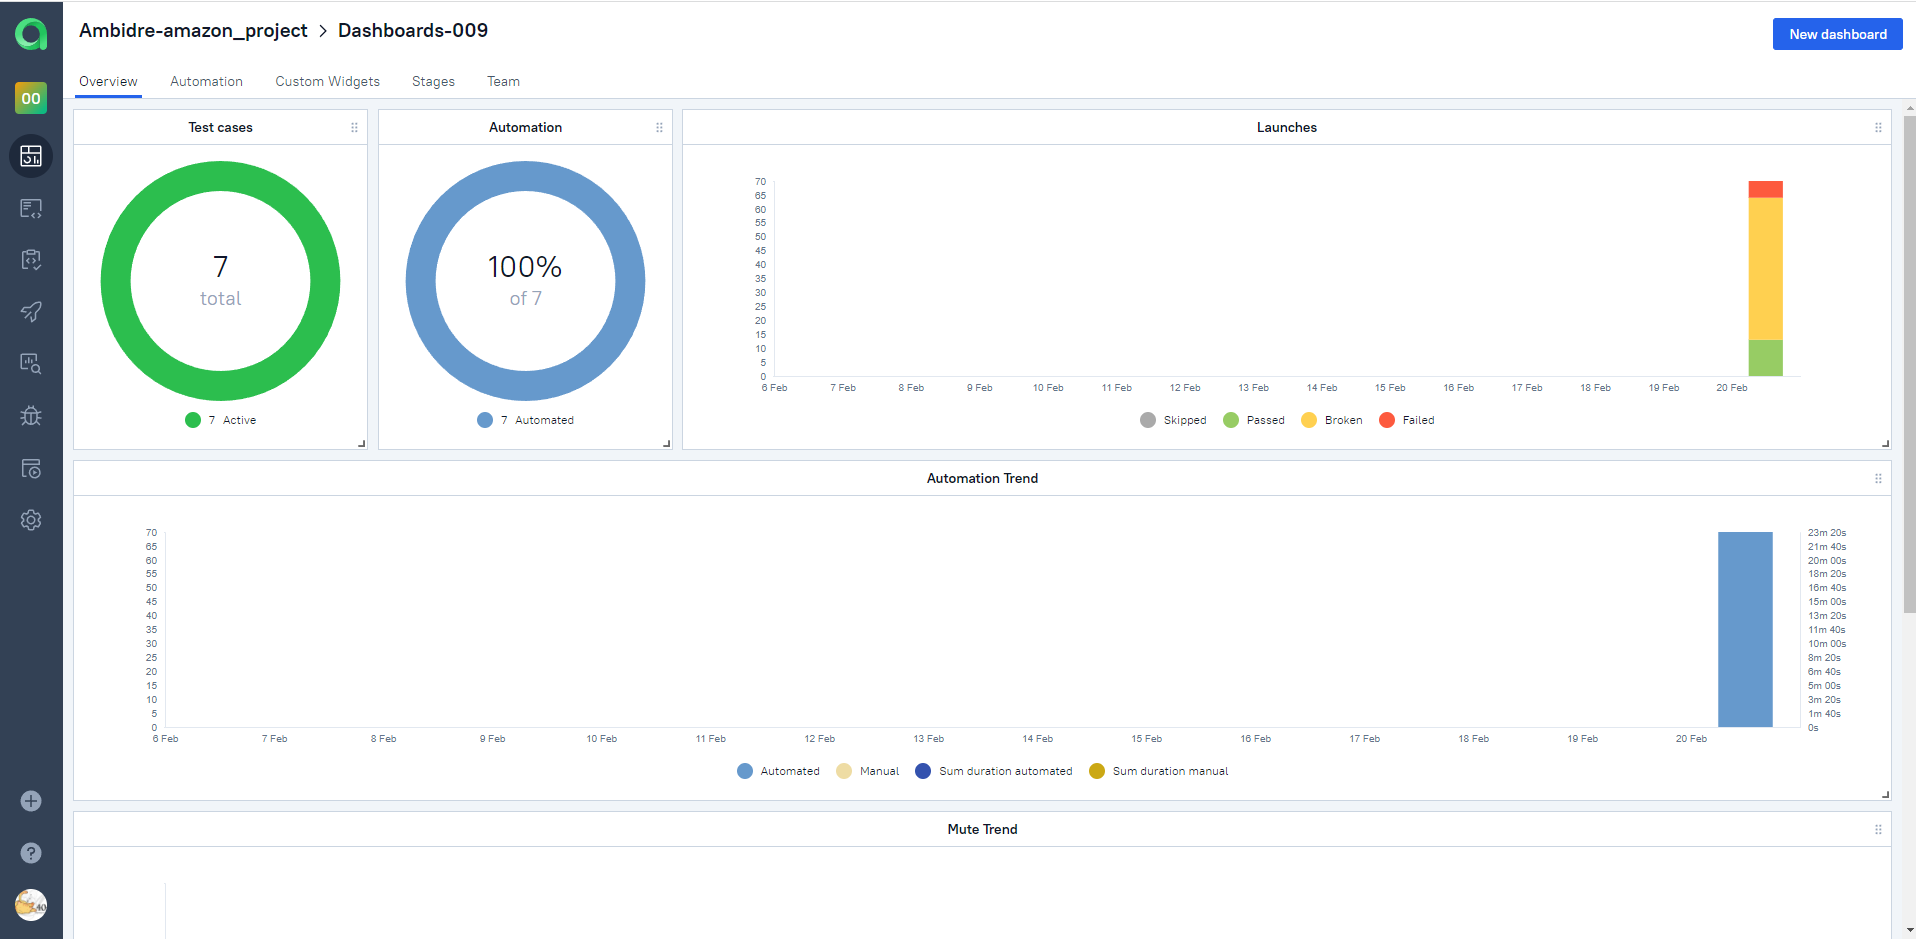 Ambidre-amazon_project > Dashboards-009
New dashboard
Overview Automation Custom Widgets Stages Team
00
Test cases
7
total
7 Active
Automation
100%
of 7
7 Automated
Launches
70
65
60
55
50
45
40
35
30
25
20
15
10
5
0
6 Feb 7 Feb 8 Feb 9 Feb 10 Feb 11 Feb 12 Feb 13 Feb 14 Feb 15 Feb 16 Feb 17 Feb 18 Feb 19 Feb 20 Feb
Skipped Passed Broken Failed
Automation Trend
70 23m 20s
65 21m 40s
60 20m 00s
55 18m 20s
50 16m 40s
45 15m 00s
40 13m 20s
35 11m 40s
30 10m 00s
25 8m 20s
20 6m 40s
15 5m 00s
10 3m 20s
5 1m 40s
0 0s
6 Feb 7 Feb 8 Feb 9 Feb 10 Feb 11 Feb 12 Feb 13 Feb 14 Feb 15 Feb 16 Feb 17 Feb 18 Feb 19 Feb 20 Feb
Automated Manual Sum duration automated Sum duration manual
Mute Trend
?